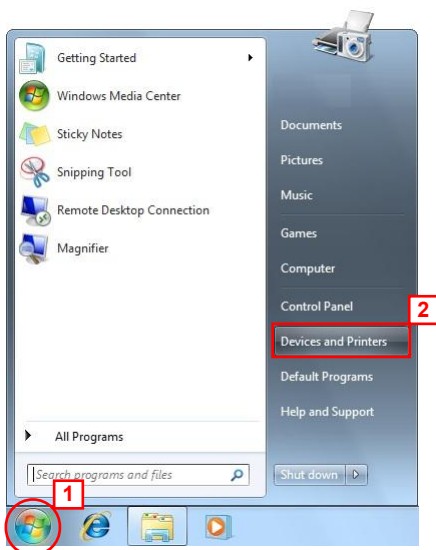 Getting Started
Windows Media Center
Sticky Notes
Snipping Tool
Remote Desktop Connection
Magnifier
All Programs
Search programs and files
1
Documents
Pictures
Music
Games
Computer
Control Panel
2
Devices and Printers
Default Programs
Help and Support
Shut down